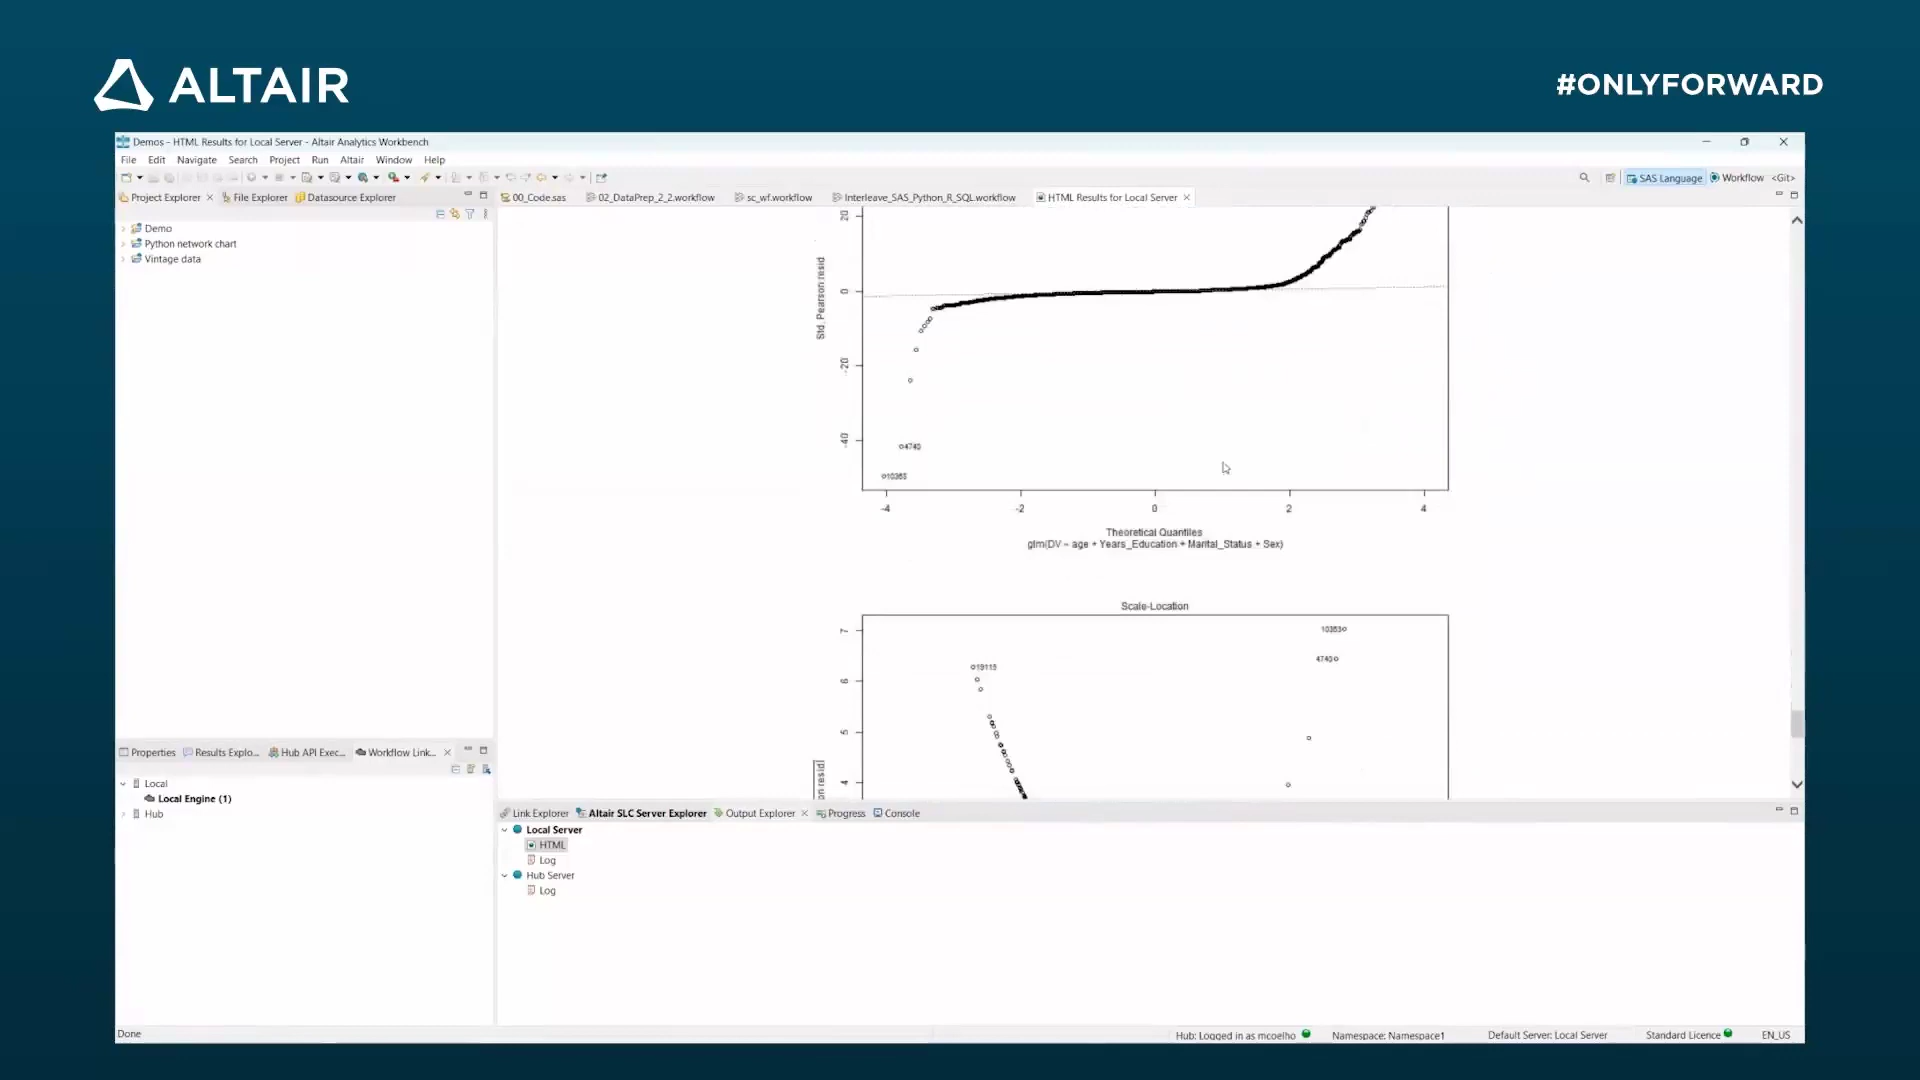 ALTAIR
#ONLYFORWARD
Demos - HTML Results for Local Server - Altair Analytics Workbench
File Edit Navigate Search Project Run Altair Window Help
SAS Language Workflow <Git>
Project Explorer File Explorer Datasource Explorer
00_Code.sas 02_DataPrep_2_2.workflow sc_wf.workflow Interleave_SAS_Python_R_SQL.workflow HTML Results for Local Server
Demo
Python network chart
Vintage data
Std. Pearson resid
20
0
-20
-40
4740
-4 -2 0 2 4
Theoretical Quantiles
glm(DV ~ age + Years_Education + Marital_Status + Sex)
Scale-Location
7
6
5
4
19115
4740
on resid
Properties Results Explo... Hub API Exec... Workflow Link...
Local
Local Engine (1)
Hub
Link Explorer Altair SLC Server Explorer Output Explorer Progress Console
Local Server
HTML
Log
Hub Server
Log
Done
Hub: Logged in as mcoelho Namespace: Namespace1 Default Server: Local Server Standard Licence EN_US